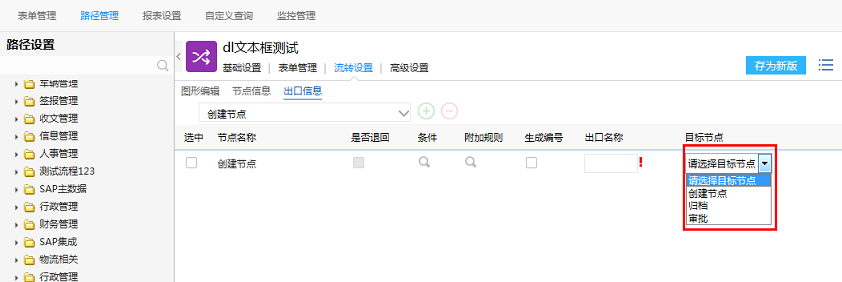 表单管理 路径管理 报表设置 自定义查询 监控管理
路径设置
车辆管理
签报管理
收文管理
信息管理
人事管理
测试流程123
SAP主数据
行政管理
财务管理
SAP集成
物流相关
行政管理
dl文本框测试
基础设置 | 表单管理 | 流转设置 | 高级设置
存为新版
图形编辑 节点信息 出口信息
创建节点
选中 节点名称 是否退回 条件 附加规则 生成编号 出口名称 目标节点
创建节点 ! 请选择目标节点
请选择目标节点
创建节点
归档
审批